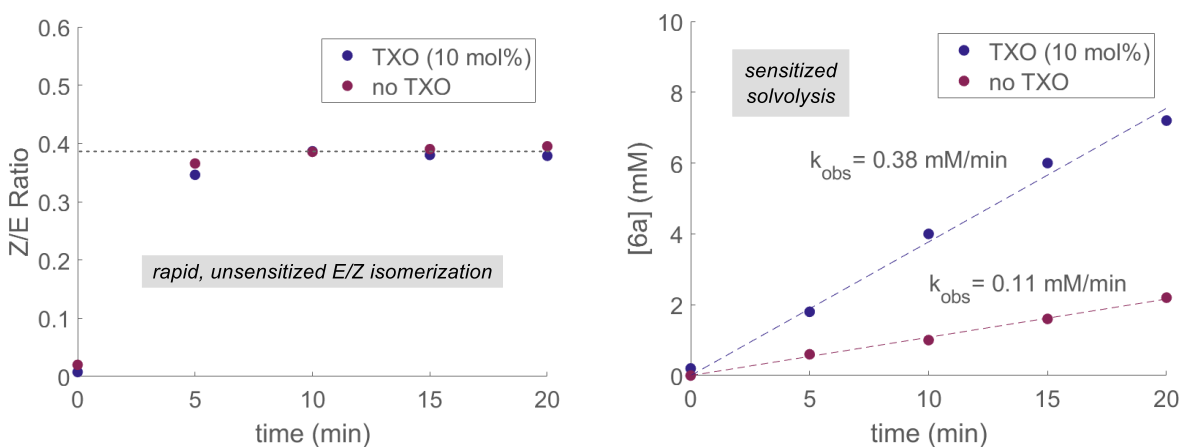 0.6
0.5
0.4
0.3
0.2
0.1
0
Z/E Ratio
TXO (10 mol%)
no TXO
rapid, unsensitized E/Z isomerization
0 5 10 15 20
time (min)
10
8
6
4
2
0
[6a] (mM)
sensitized
solvolysis
TXO (10 mol%)
no TXO
k_obs = 0.38 mM/min
k_obs = 0.11 mM/min
0 5 10 15 20
time (min)